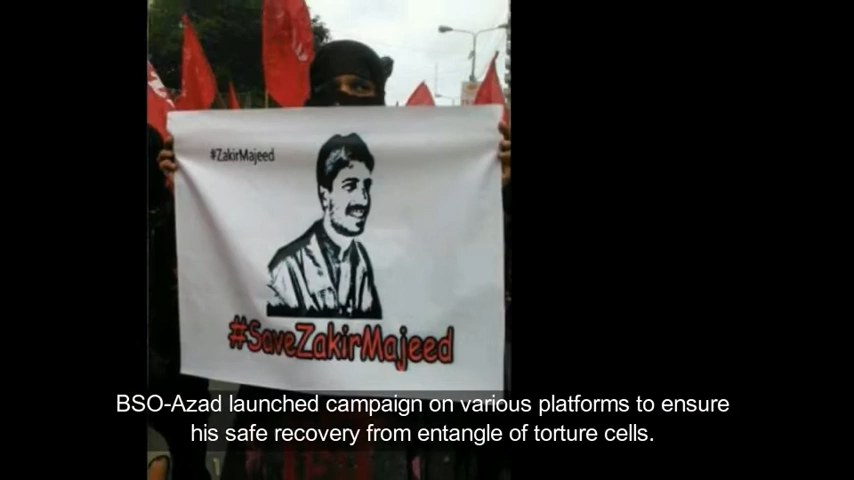 #ZakirMajeed
#SaveZakirMajeed
BSO-Azad launched campaign on various platforms to ensure
his safe recovery from entangle of torture cells.